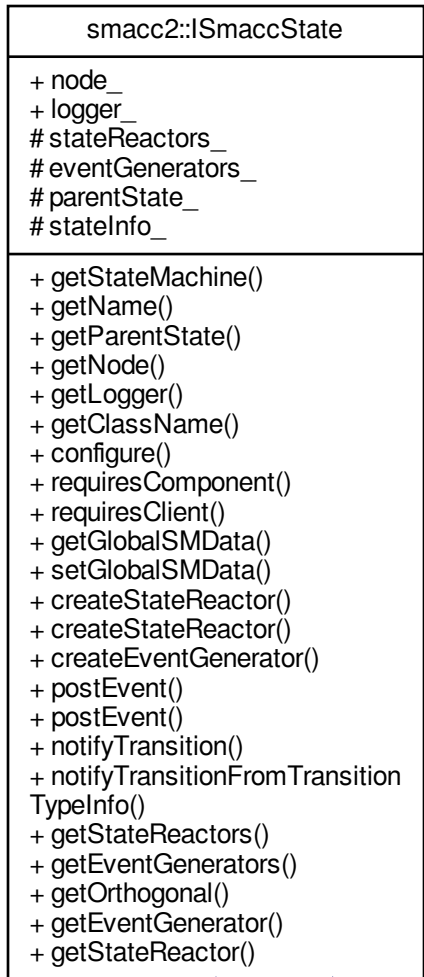 smacc2::ISmaccState
+ node_
+ logger_
# stateReactors_
# eventGenerators_
# parentState_
# stateInfo_
+ getStateMachine()
+ getName()
+ getParentState()
+ getNode()
+ getLogger()
+ getClassName()
+ configure()
+ requiresComponent()
+ requiresClient()
+ getGlobalSMData()
+ setGlobalSMData()
+ createStateReactor()
+ createStateReactor()
+ createEventGenerator()
+ postEvent()
+ postEvent()
+ notifyTransition()
+ notifyTransitionFromTransition
TypeInfo()
+ getStateReactors()
+ getEventGenerators()
+ getOrthogonal()
+ getEventGenerator()
+ getStateReactor()